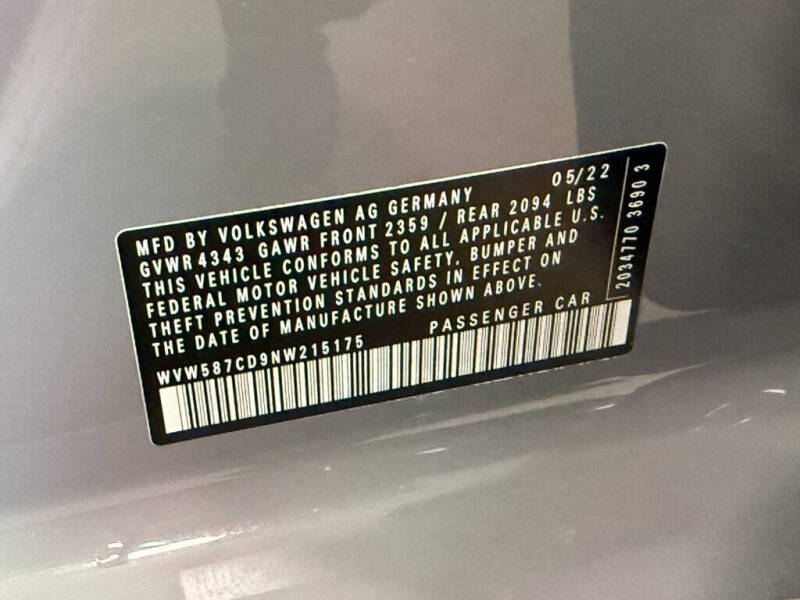 MFD BY VOLKSWAGEN AG GERMANY 05/22
GVWR 4343 GAWR FRONT 2359 / REAR 2094 LBS
THIS VEHICLE CONFORMS TO ALL APPLICABLE U.S.
FEDERAL MOTOR VEHICLE SAFETY, BUMPER AND
THEFT PREVENTION STANDARDS IN EFFECT ON
THE DATE OF MANUFACTURE SHOWN ABOVE.
WVW587CD9NW215175 PASSENGER CAR
2034770 3690 3